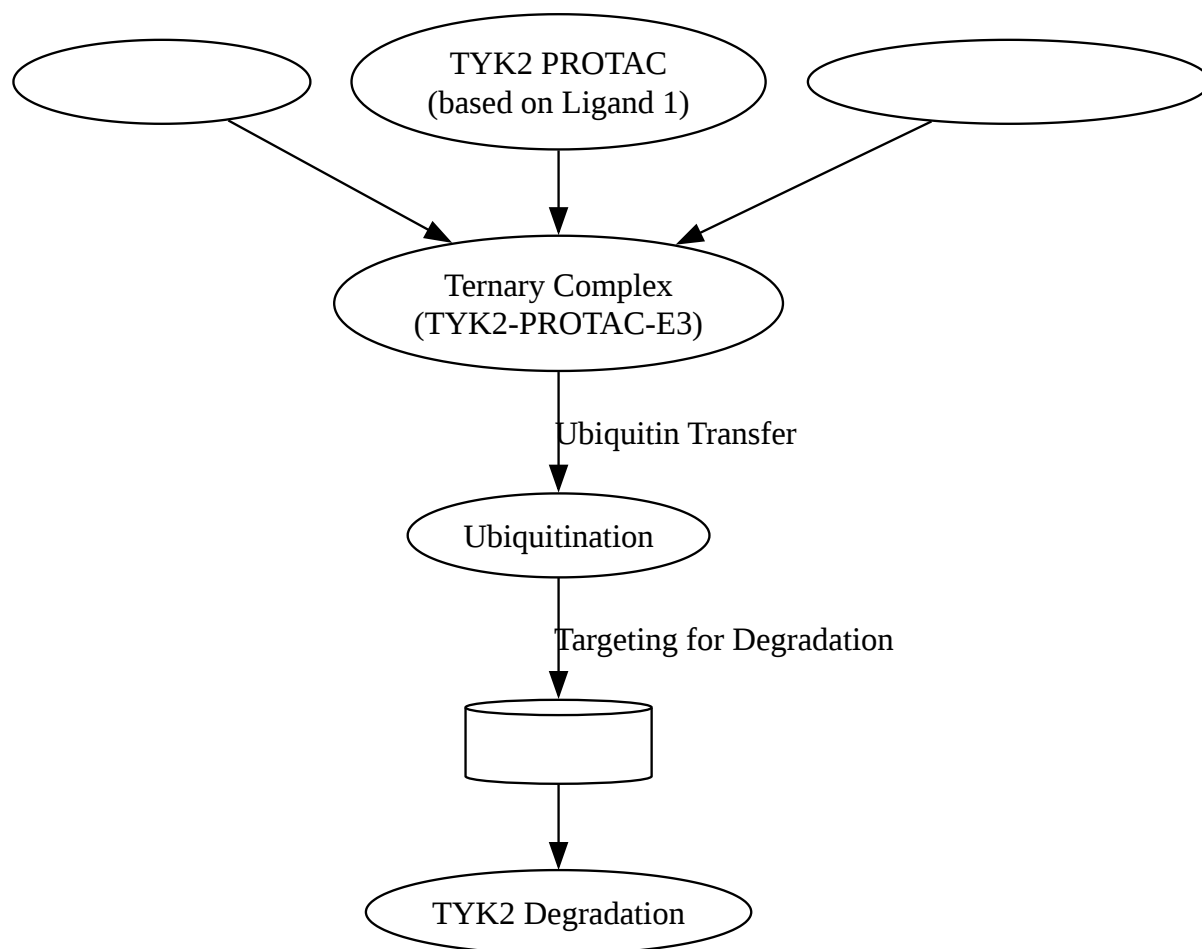 TYK2 PROTAC
(based on Ligand 1)
Ternary Complex
(TYK2-PROTAC-E3)
Ubiquitin Transfer
Ubiquitination
Targeting for Degradation
TYK2 Degradation